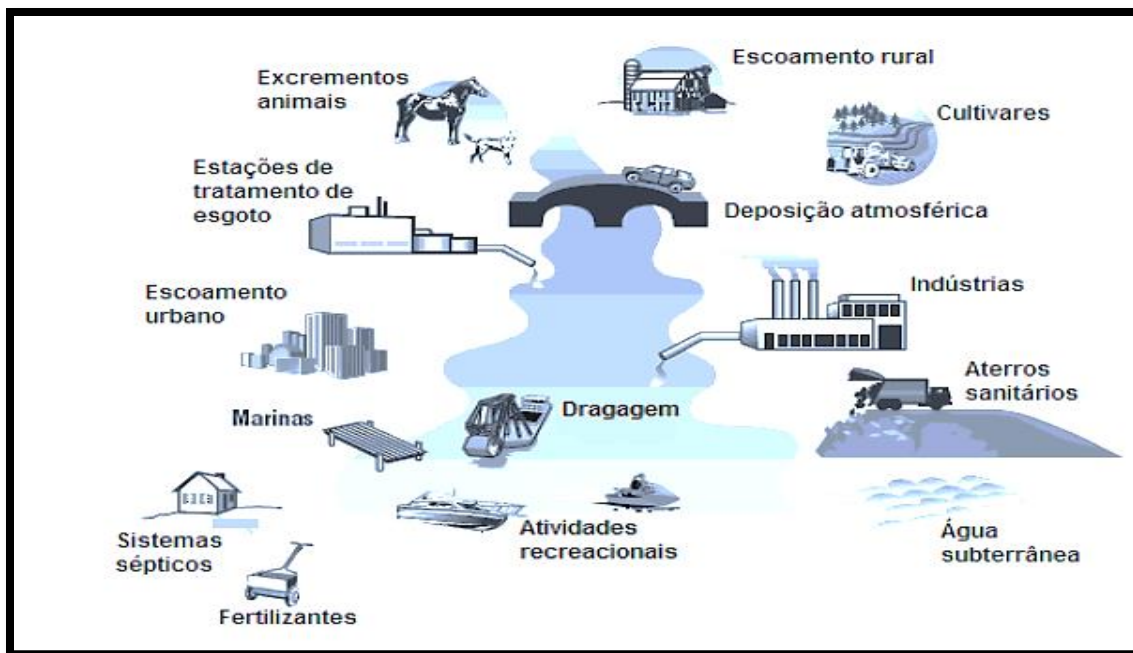 Escoamento rural
Excrementos
animais
Cultivares
Estações de
tratamento de
esgoto
Deposição atmosférica
Escoamento
urbano
Indústrias
Aterros
sanitários
Marinas
Dragagem
Sistemas
sépticos
Atividades
recreacionais
Água
subterrânea
Fertilizantes